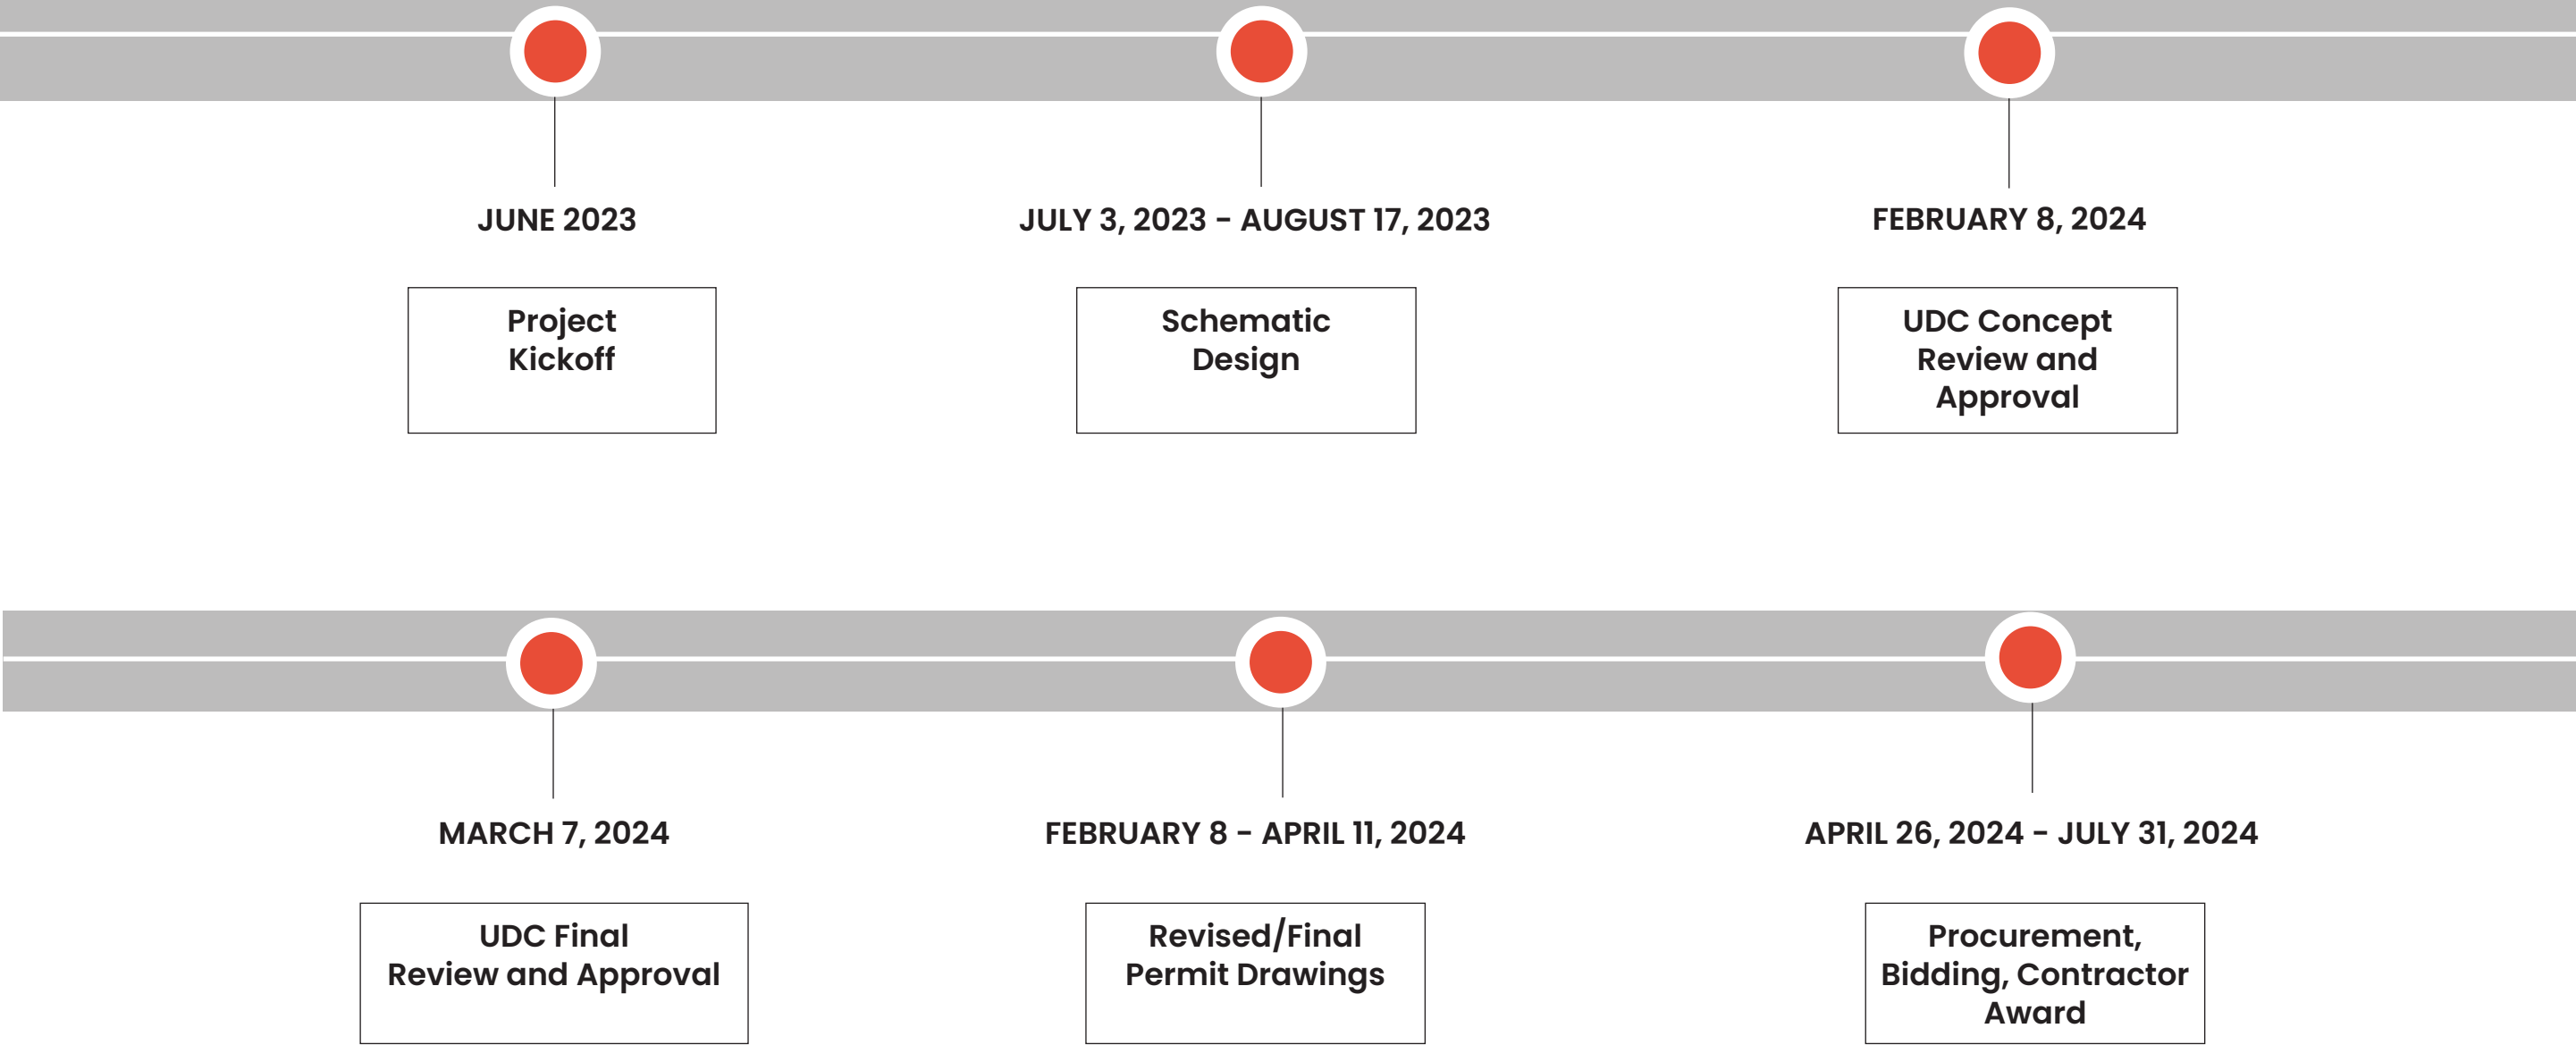 JUNE 2023
JULY 3, 2023 - AUGUST 17, 2023
FEBRUARY 8, 2024
Project
Kickoff
Schematic
Design
UDC Concept
Review and
Approval
MARCH 7, 2024
FEBRUARY 8 - APRIL 11, 2024
APRIL 26, 2024 - JULY 31, 2024
UDC Final
Review and Approval
Revised/Final
Permit Drawings
Procurement,
Bidding, Contractor
Award